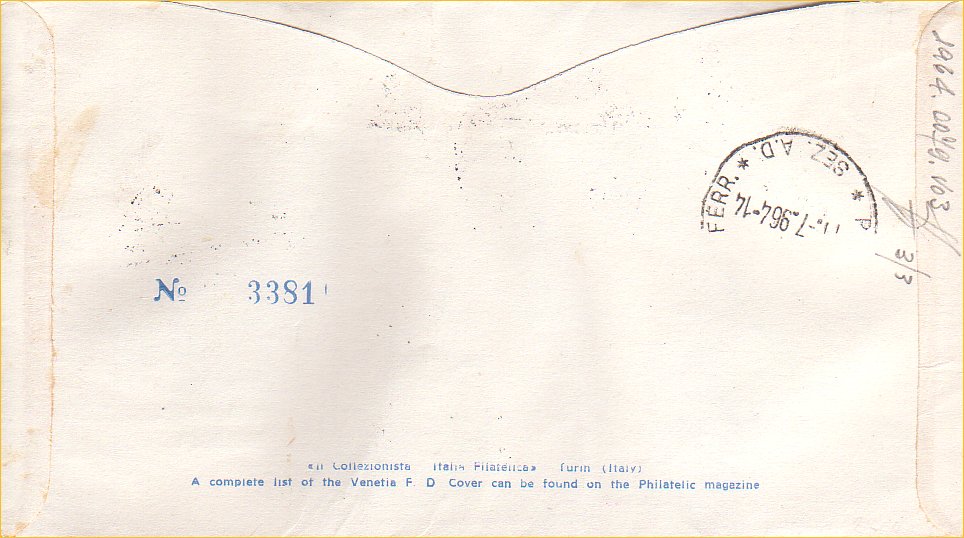 SEZ. A.D. *
FERR. *
* P
-7-964-14
3/3
Nº 3381
«Il Collezionista Italia Filatelica» Turin (Italy)
A complete list of the Venetia F. D. Cover can be found on the Philatelic magazine